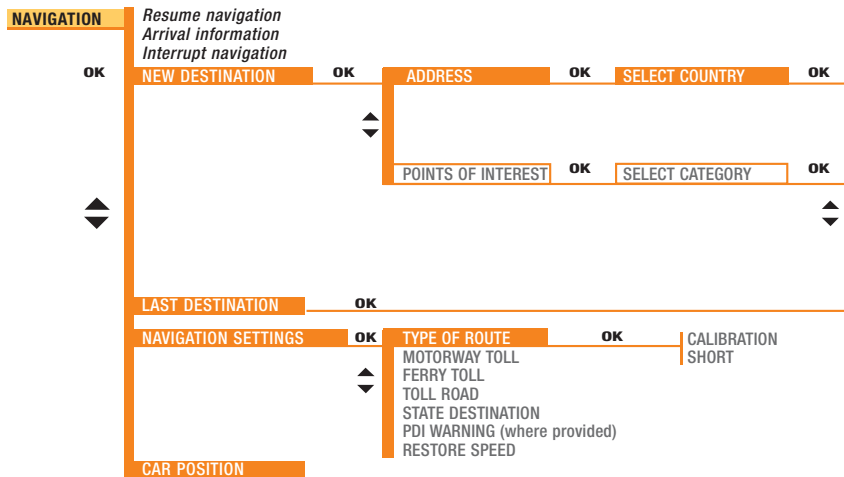 NAVIGATION
Resume navigation
Arrival information
Interrupt navigation
OK
NEW DESTINATION OK ADDRESS OK SELECT COUNTRY OK
POINTS OF INTEREST OK SELECT CATEGORY OK
LAST DESTINATION OK
NAVIGATION SETTINGS OK TYPE OF ROUTE OK CALIBRATION
SHORT
MOTORWAY TOLL
FERRY TOLL
TOLL ROAD
STATE DESTINATION
PDI WARNING (where provided)
RESTORE SPEED
CAR POSITION